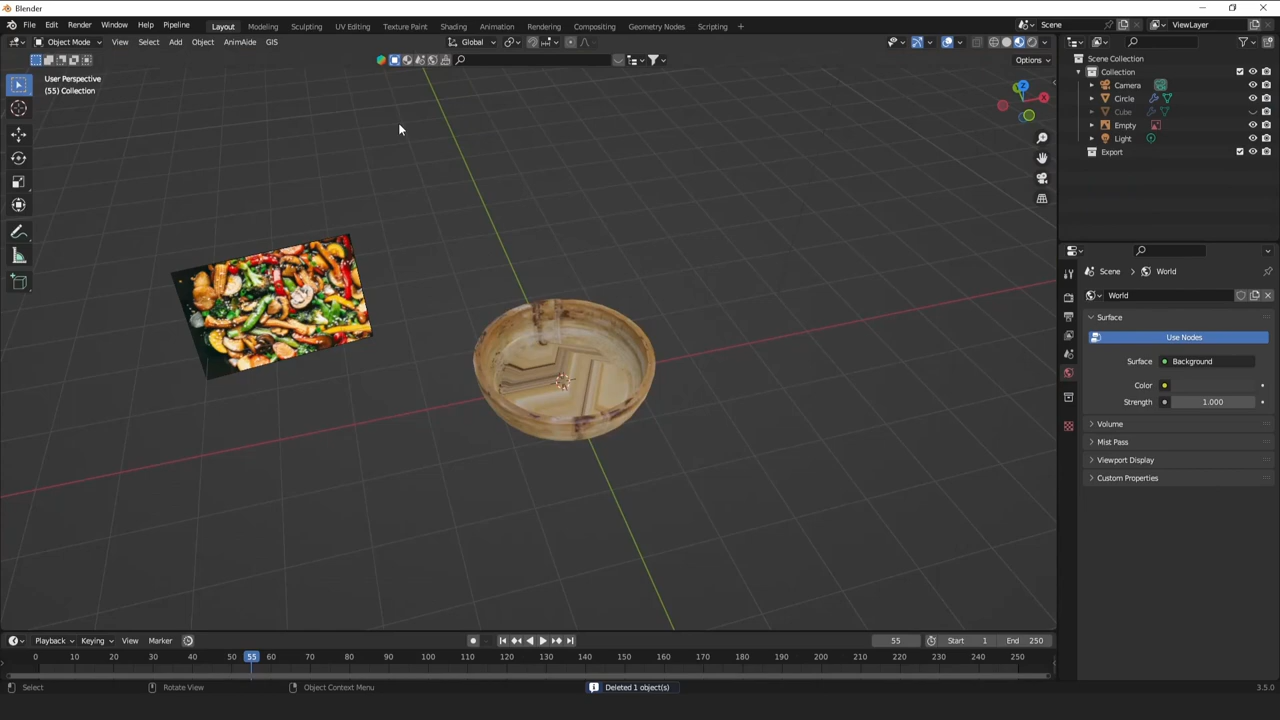 Blender
File Edit Render Window Help Pipeline Layout Modeling Sculpting UV Editing Texture Paint Shading Animation Rendering Compositing Geometry Nodes Scripting + Scene ViewLayer
Object Mode View Select Add Object AnimAide GIS Global
Options
User Perspective
(55) Collection
Scene Collection
Collection
Camera
Circle
Cube
Empty
Light
Export
Z
X
Scene World
World
Surface
Use Nodes
Surface Background
Color
Strength 1.000
Volume
Mist Pass
Viewport Display
Custom Properties
Playback Keying View Marker 55 Start 1 End 250
0 10 20 30 40 50 55 60 70 80 90 100 110 120 130 140 150 160 170 180 190 200 210 220 230 240 250
Select Rotate View Object Context Menu Deleted 1 object(s) 3.5.0